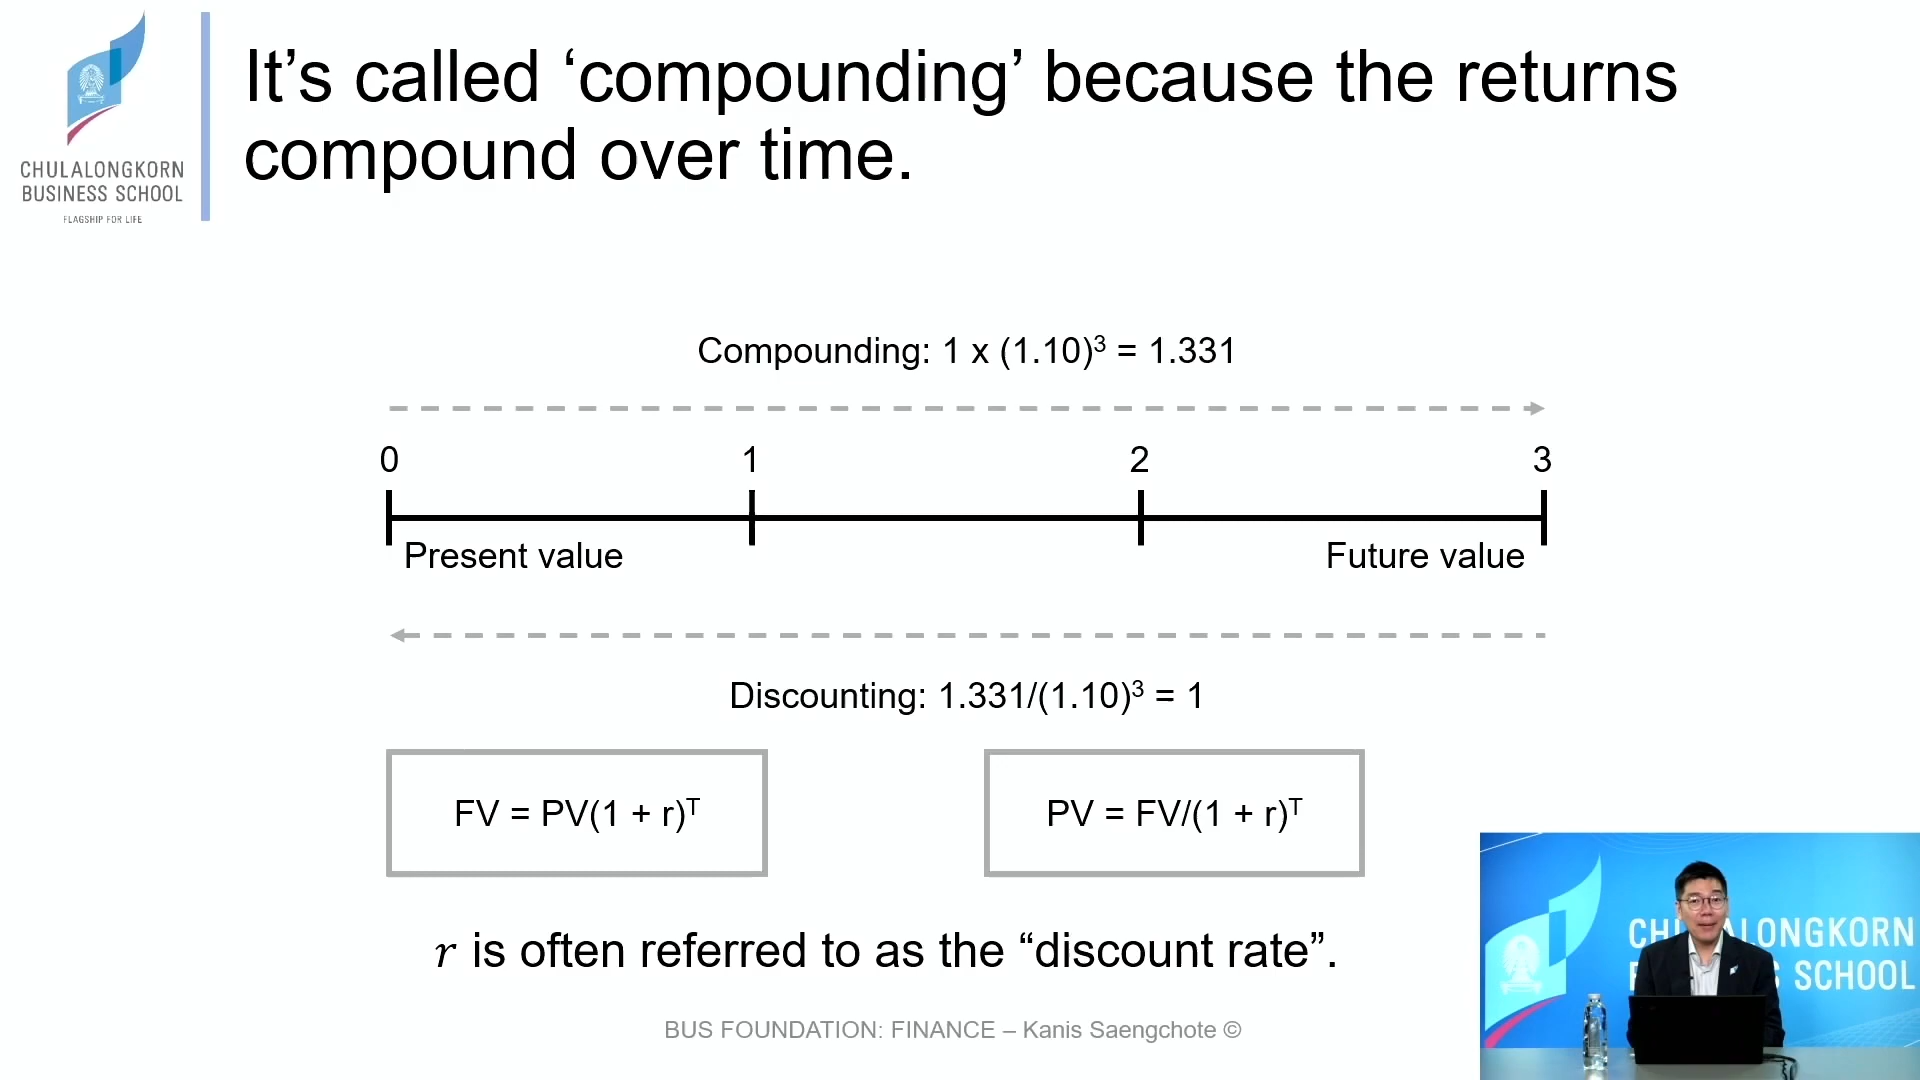 CHULALONGKORN
BUSINESS SCHOOL
FLAGSHIP FOR LIFE
It’s called ‘compounding’ because the returns
compound over time.
Compounding: 1 x (1.10)³ = 1.331
0 1 2 3
Present value Future value
Discounting: 1.331/(1.10)³ = 1
FV = PV(1 + r)ᵀ PV = FV/(1 + r)ᵀ
r is often referred to as the “discount rate”.
BUS FOUNDATION: FINANCE – Kanis Saengchote ©
LONGKORN
SCHOOL